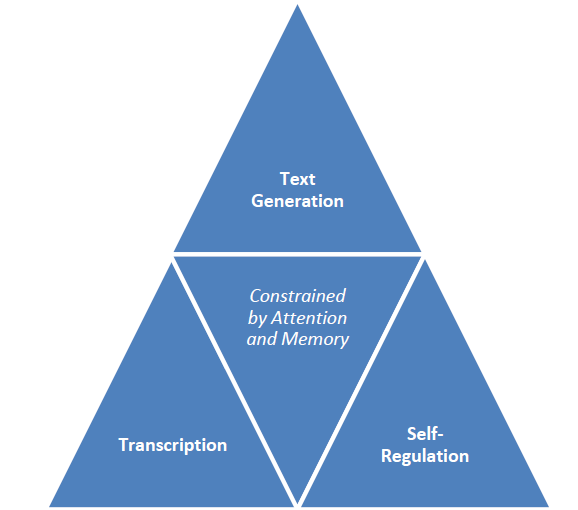 Text
Generation
Constrained
by Attention
and Memory
Transcription
Self-
Regulation